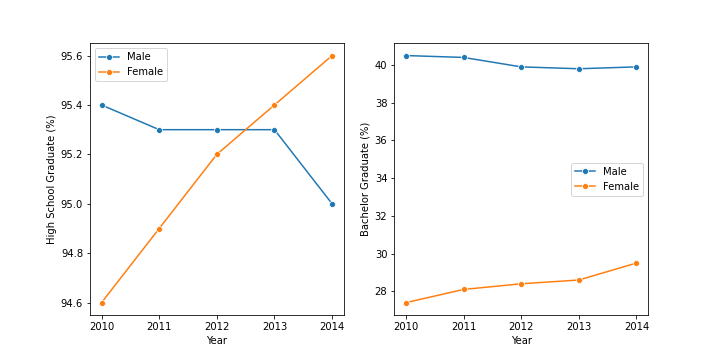 High School Graduate (%)
95.6
95.4
95.2
95.0
94.8
94.6
Male
Female
2010 2011 2012 2013 2014
Year
Bachelor Graduate (%)
40
38
36
34
32
30
28
Male
Female
2010 2011 2012 2013 2014
Year